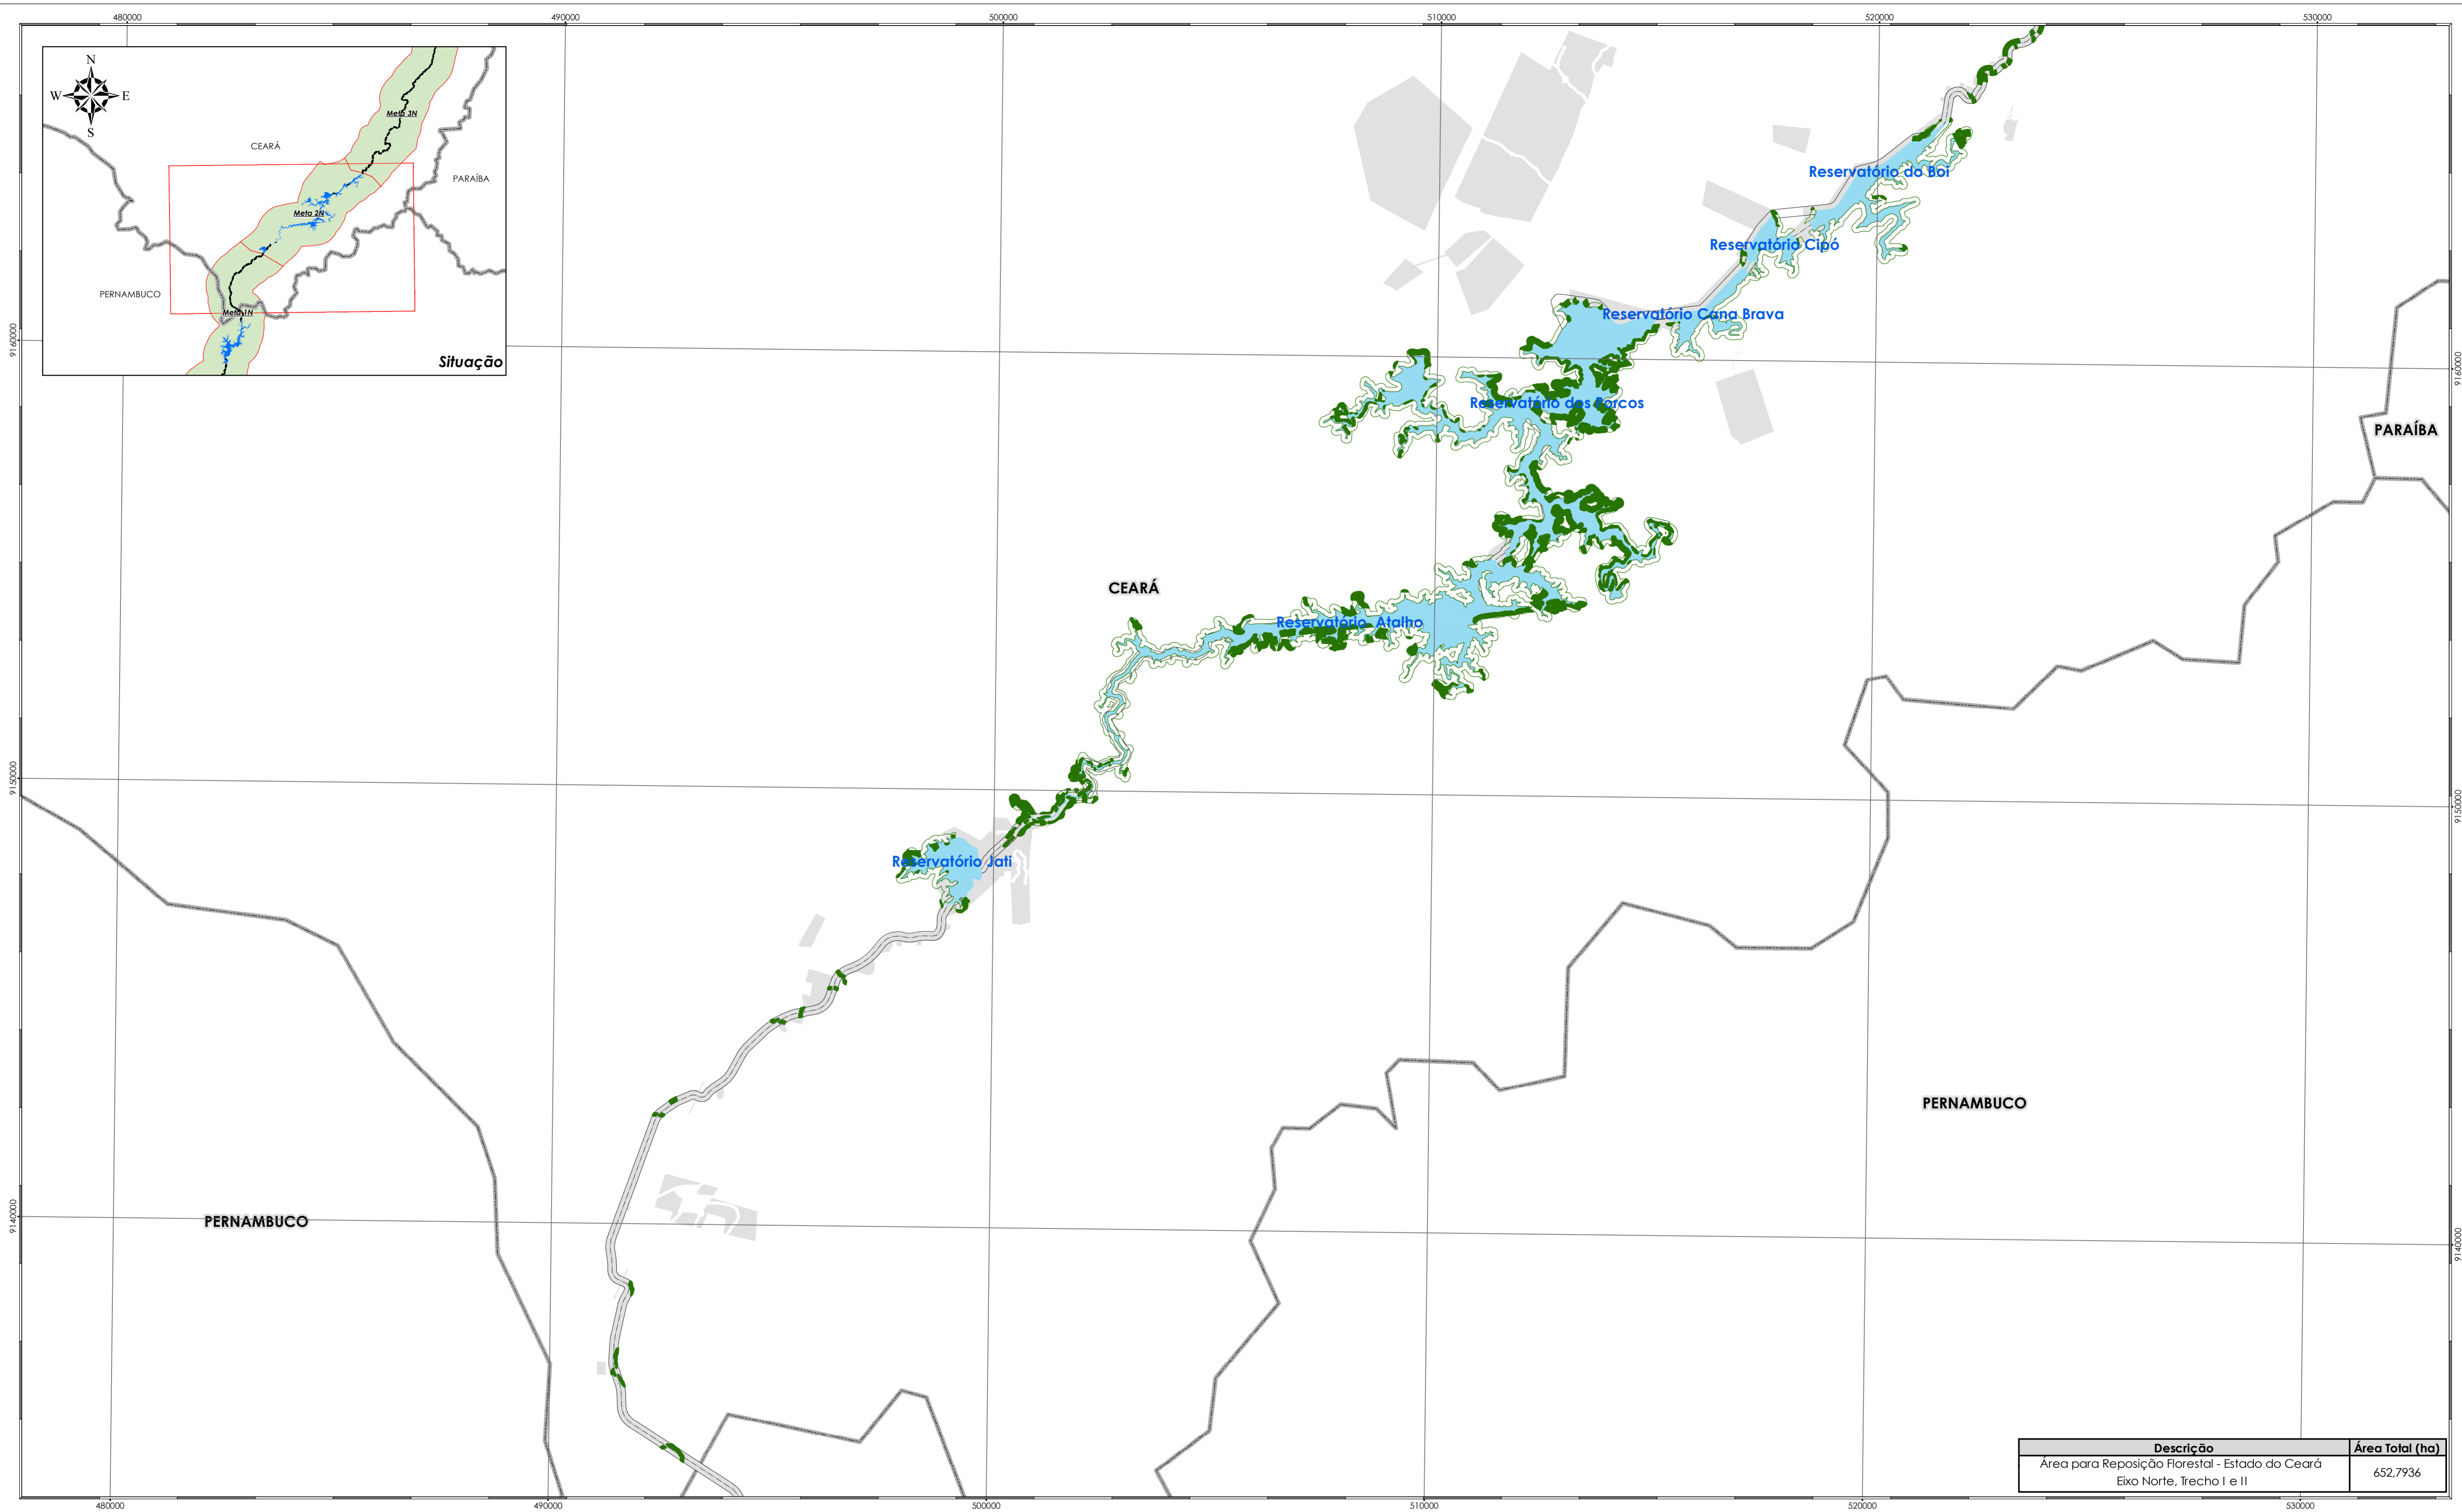 480000
490000
500000
510000
520000
530000
N
W
E
S
CEARÁ
PARAÍBA
PERNAMBUCO
Meta 3N
Meta 2N
Meta 1N
Situação
Reservatório do Boi
Reservatório Cipó
Reservatório Cana Brava
9160000
9160000
Reservatório dos Porcos
PARAÍBA
CEARÁ
Reservatório Atalho
9150000
9150000
Reservatório Jati
PERNAMBUCO
PERNAMBUCO
9140000
9140000
Descrição
Área Total (ha)
Área para Reposição Florestal - Estado do Ceará
Eixo Norte, Trecho I e II
652,7936
480000
490000
500000
510000
520000
530000